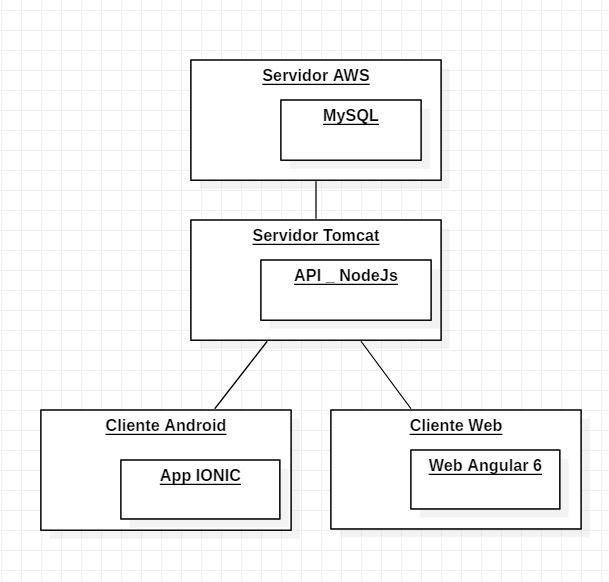 Servidor AWS
MySQL
Servidor Tomcat
API _ NodeJs
Cliente Android
App IONIC
Cliente Web
Web Angular 6